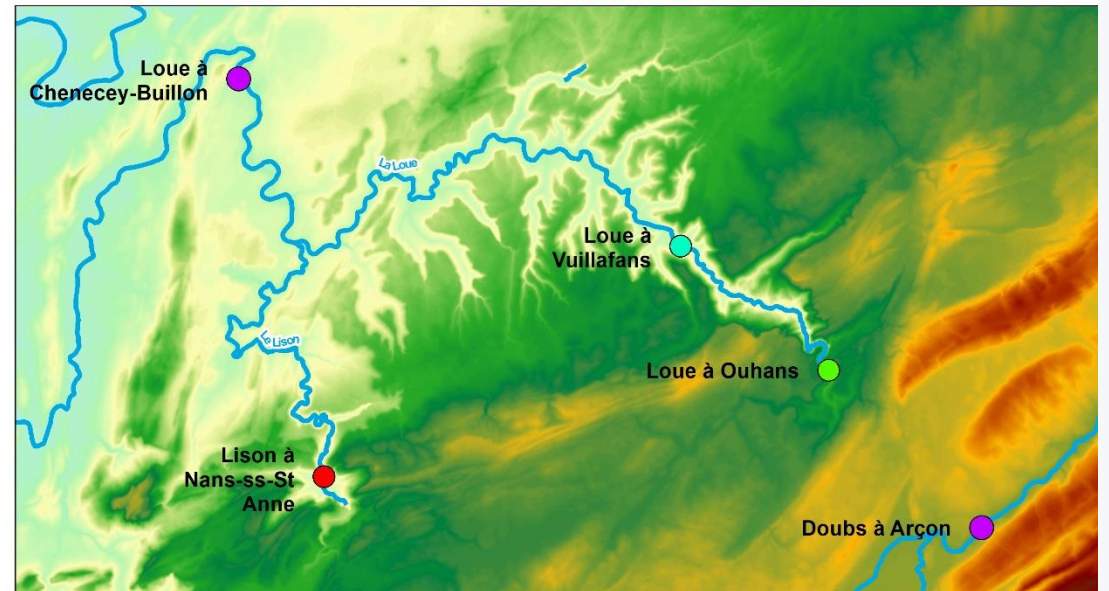 Loue à
Chenecey-Buillon
La Loue
Loue à
Vuillafans
Le Lison
Loue à Ouhans
Lison à
Nans-ss-St
Anne
Doubs à Arçon